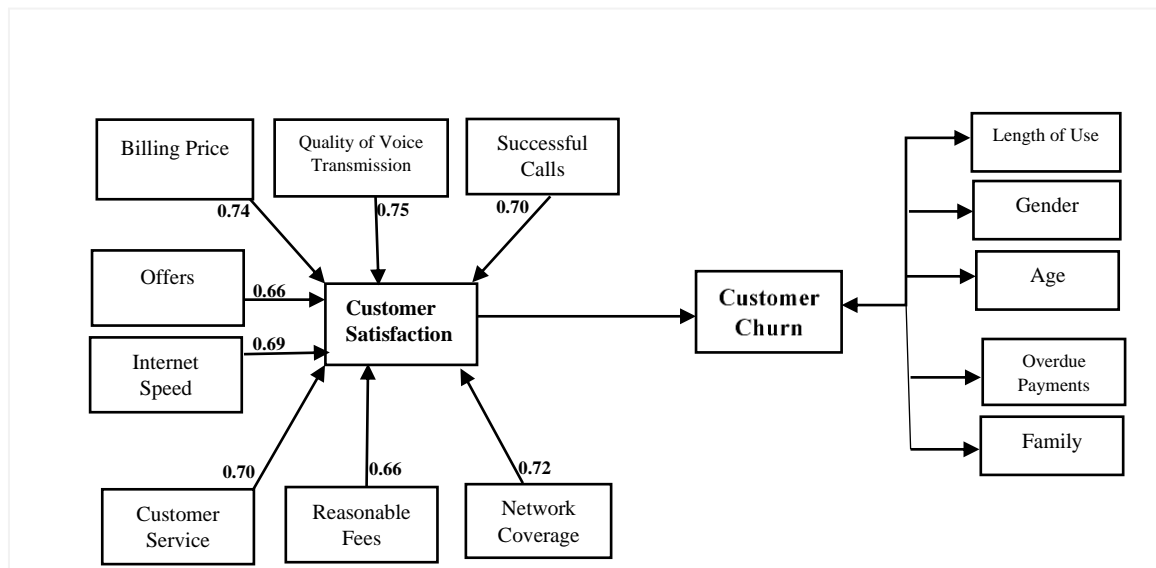 Billing Price
Quality of Voice
Transmission
Successful
Calls
0.74
0.75
0.70
Offers
0.66
Internet
Speed
0.69
Customer
Satisfaction
Customer
Service
0.70
Reasonable
Fees
0.66
Network
Coverage
0.72
Customer
Churn
Length of Use
Gender
Age
Overdue
Payments
Family